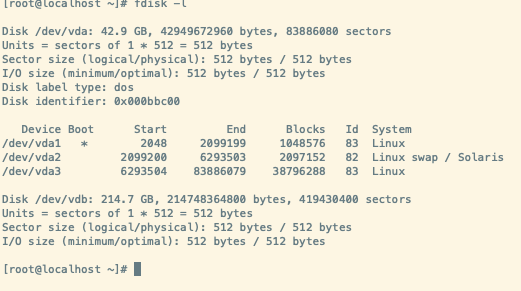 [root@localhost ~]# fdisk -l
Disk /dev/vda: 42.9 GB, 42949672960 bytes, 83886080 sectors
Units = sectors of 1 * 512 = 512 bytes
Sector size (logical/physical): 512 bytes / 512 bytes
I/O size (minimum/optimal): 512 bytes / 512 bytes
Disk label type: dos
Disk identifier: 0x000bbc00
Device Boot Start End Blocks Id System
/dev/vda1 * 2048 2099199 1048576 83 Linux
/dev/vda2 2099200 6293503 2097152 82 Linux swap / Solaris
/dev/vda3 6293504 83886079 38796288 83 Linux
Disk /dev/vdb: 214.7 GB, 214748364800 bytes, 419430400 sectors
Units = sectors of 1 * 512 = 512 bytes
Sector size (logical/physical): 512 bytes / 512 bytes
I/O size (minimum/optimal): 512 bytes / 512 bytes
[root@localhost ~]#